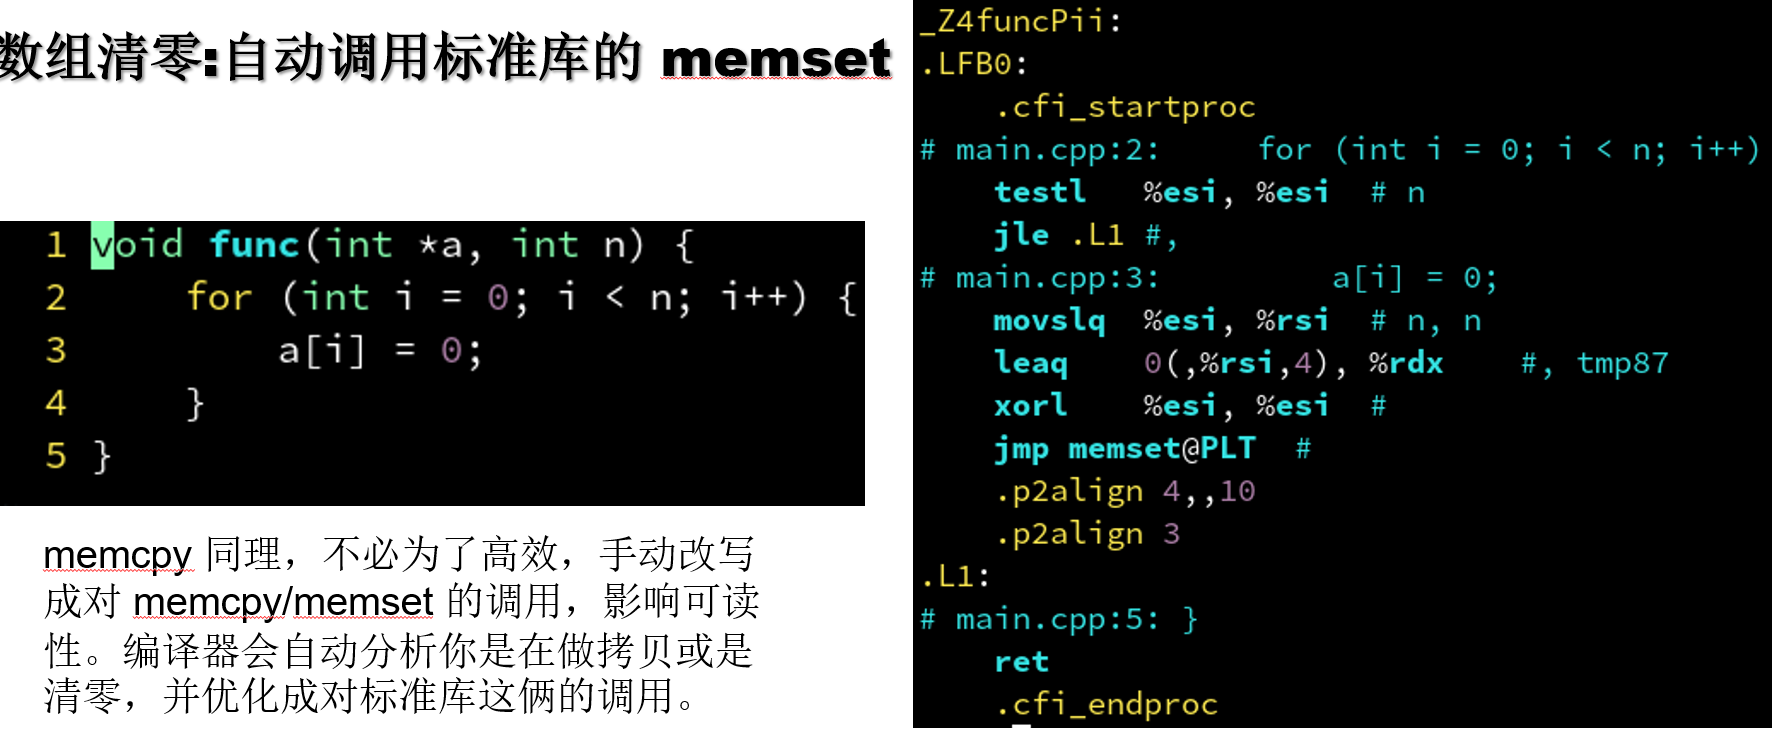 数组清零:自动调用标准库的 memset
1 void func(int *a, int n) {
2     for (int i = 0; i < n; i++) {
3         a[i] = 0;
4     }
5 }
memcpy 同理，不必为了高效，手动改写
成对 memcpy/memset 的调用，影响可读
性。编译器会自动分析你是在做拷贝或是
清零，并优化成对标准库这俩的调用。
_Z4funcPii:
.LFB0:
    .cfi_startproc
# main.cpp:2:     for (int i = 0; i < n; i++)
    testl   %esi, %esi  # n
    jle .L1 #,
# main.cpp:3:         a[i] = 0;
    movslq  %esi, %rsi  # n, n
    leaq    0(,%rsi,4), %rdx    #, tmp87
    xorl    %esi, %esi  #
    jmp memset@PLT  #
    .p2align 4,,10
    .p2align 3
.L1:
# main.cpp:5: }
    ret
    .cfi_endproc